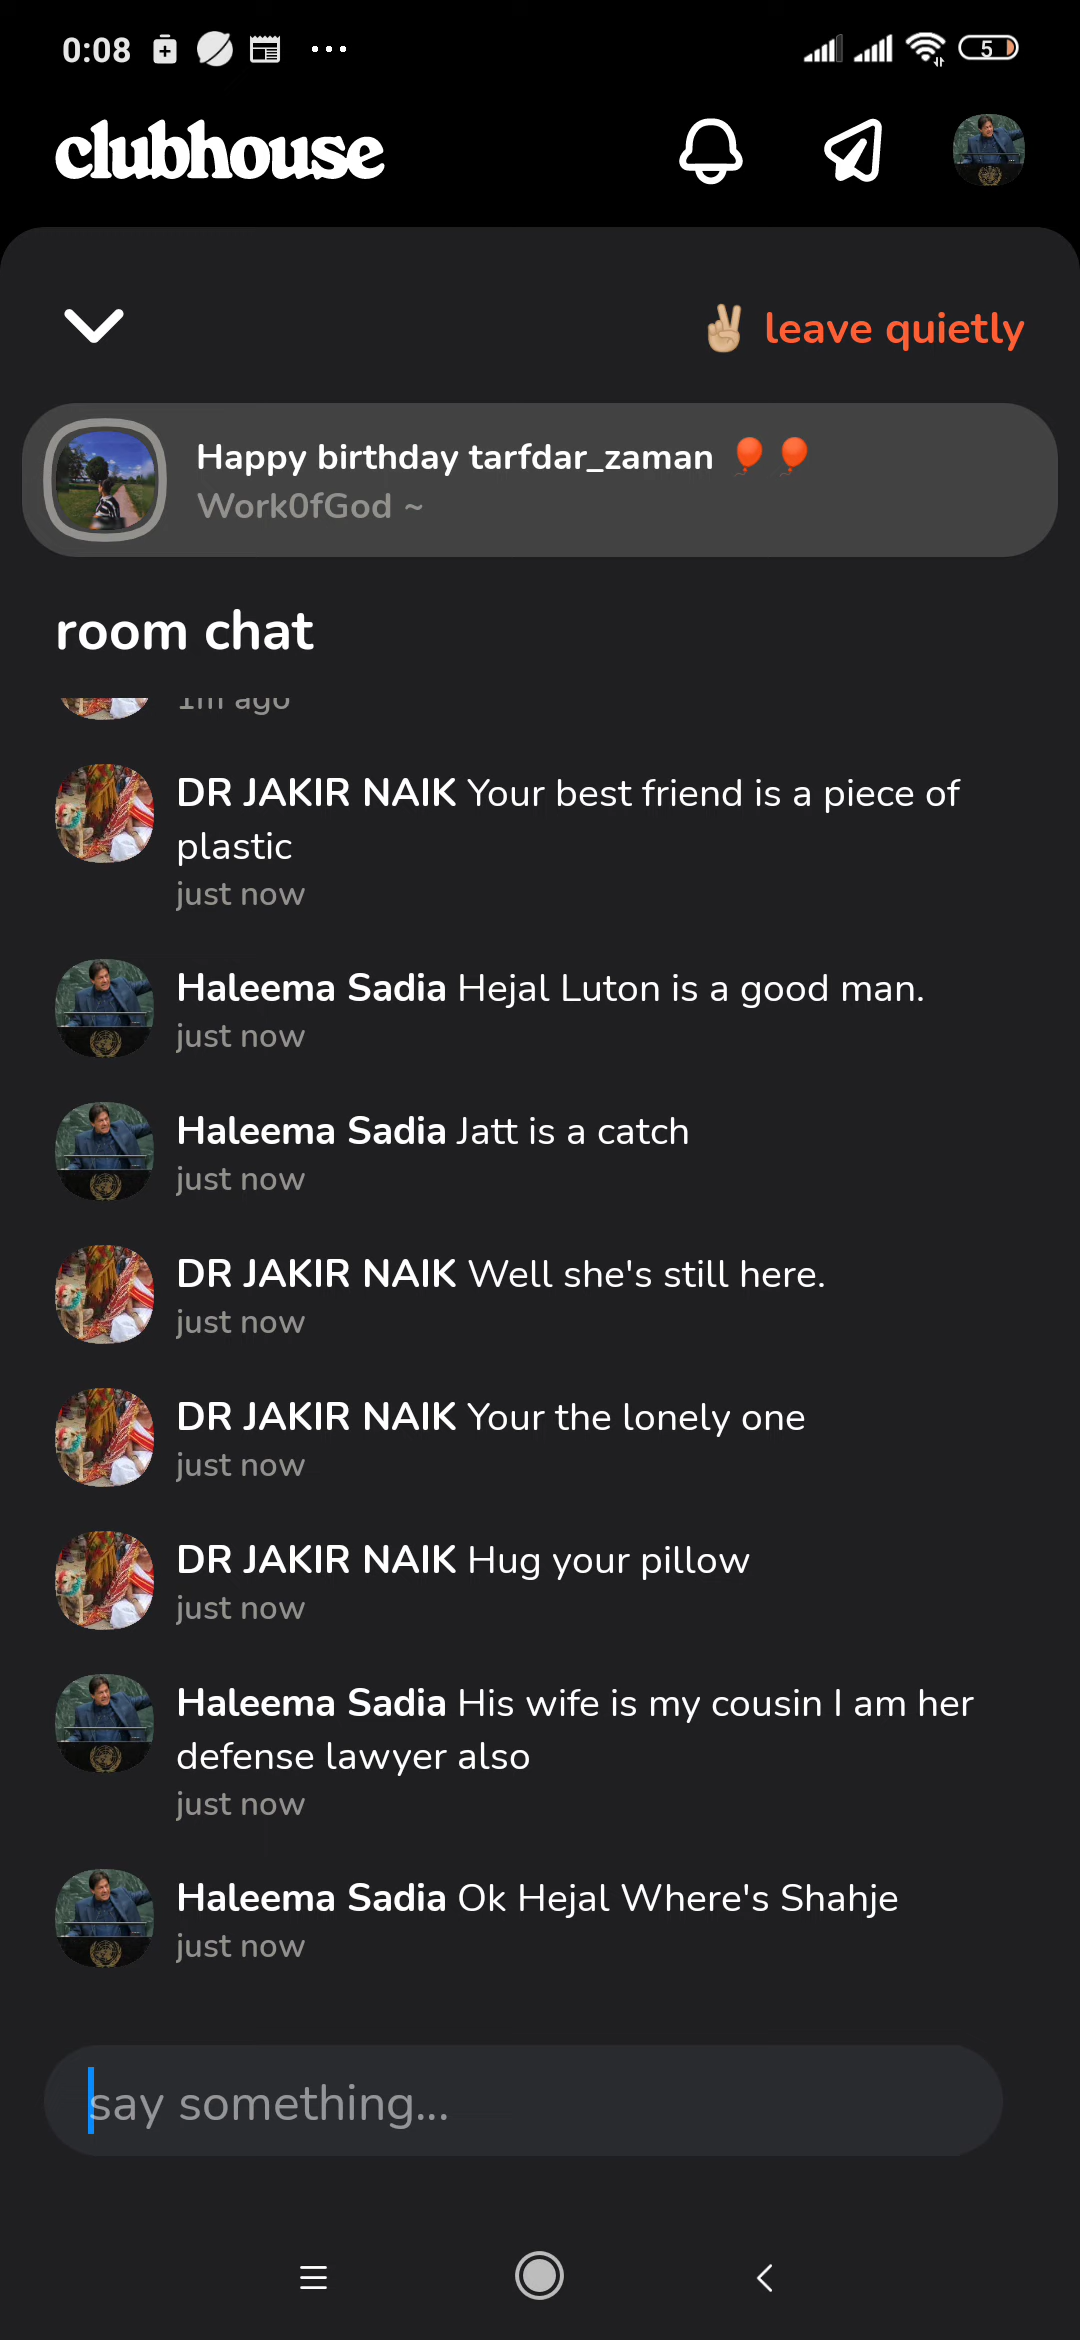 0:08
5
clubhouse
✌🏼 leave quietly
Happy birthday tarfdar_zaman 🎈🎈
Work0fGod ~
room chat
1m ago
DR JAKIR NAIK Your best friend is a piece of
plastic
just now
Haleema Sadia Hejal Luton is a good man.
just now
Haleema Sadia Jatt is a catch
just now
DR JAKIR NAIK Well she's still here.
just now
DR JAKIR NAIK Your the lonely one
just now
DR JAKIR NAIK Hug your pillow
just now
Haleema Sadia His wife is my cousin I am her
defense lawyer also
just now
Haleema Sadia Ok Hejal Where's Shahje
just now
say something...